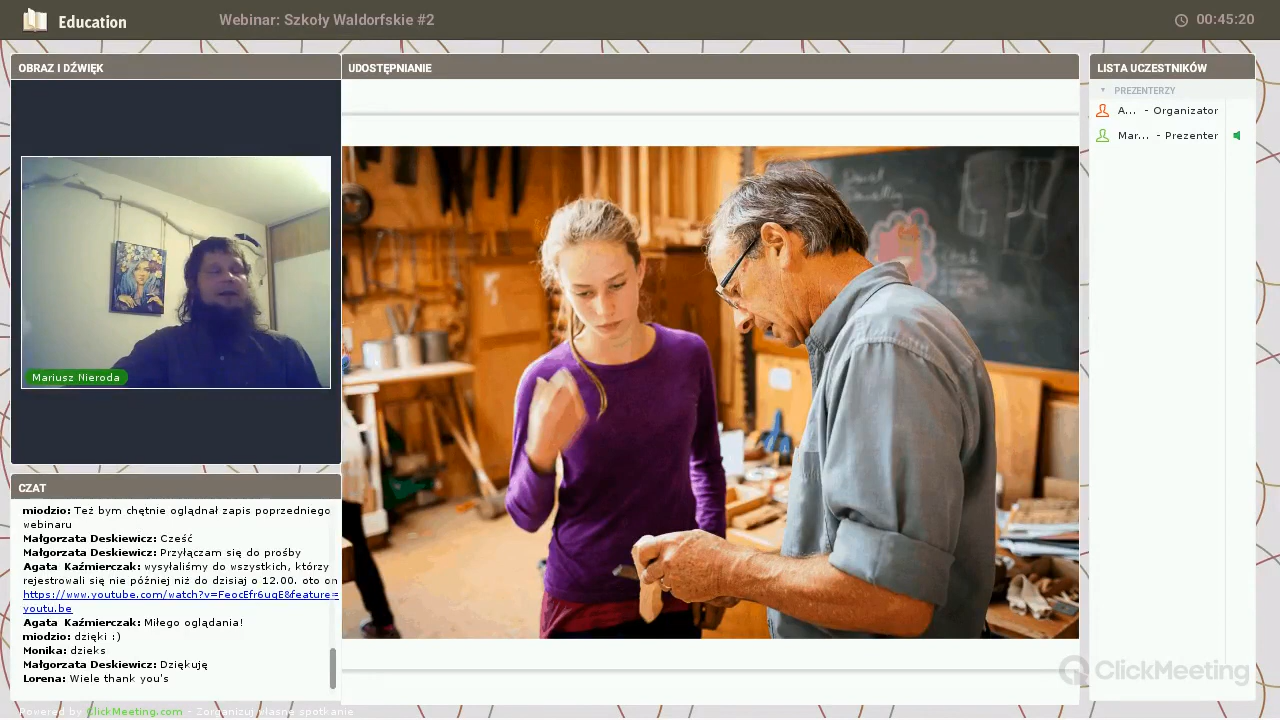 Education
Webinar: Szkoły Waldorfskie #2
00:45:20
OBRAZ I DŹWIĘK
Mariusz Nieroda
UDOSTĘPNIANIE
LISTA UCZESTNIKÓW
PREZENTERZY
A... - Organizator
Mar... - Prezenter
CZAT
miodzio: Też bym chętnie oglądnał zapis poprzedniego
webinaru
Małgorzata Deskiewicz: Cześć
Małgorzata Deskiewicz: Przyłączam się do prośby
Agata Kaźmierczak: wysyłaliśmy do wszystkich, którzy
rejestrowali się nie później niż do dzisiaj o 12.00. oto on
https://www.youtube.com/watch?v=FeocEfr6ugE&feature=
youtu.be
Agata Kaźmierczak: Miłego oglądania!
miodzio: dzięki :)
Monika: dzieks
Małgorzata Deskiewicz: Dziękuję
Lorena: Wiele thank you's
ClickMeeting
Powered by ClickMeeting.com - Zorganizuj własne spotkanie